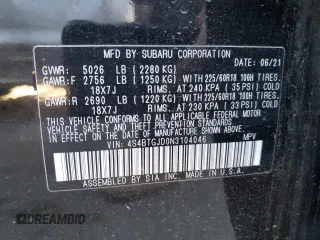 MFD BY SUBARU CORPORATION
DATE 06/21
GVWR: 5026 LB (2280 KG)
GAWR:F 2756 LB (1250 KG) WITH 225/60R18 100H TIRES,
18X7J RIMS, AT 240 KPA (35 PSI) COLD
GAWR:R 2690 LB (1220 KG) WITH 225/60R18 100H TIRES,
18X7J RIMS, AT 230 KPA (33 PSI) COLD
THIS VEHICLE CONFORMS TO ALL APPLICABLE FEDERAL MOTOR
VEHICLE SAFETY, BUMPER, AND THEFT PREVENTION STANDARDS
IN EFFECT ON THE DATE OF MANUFACTURE SHOWN ABOVE.
VIN: 4S4BTGJD0N3104046 MPV
ASSEMBLED BY SIA INC. MADE IN U.S.A.
DREAMBID